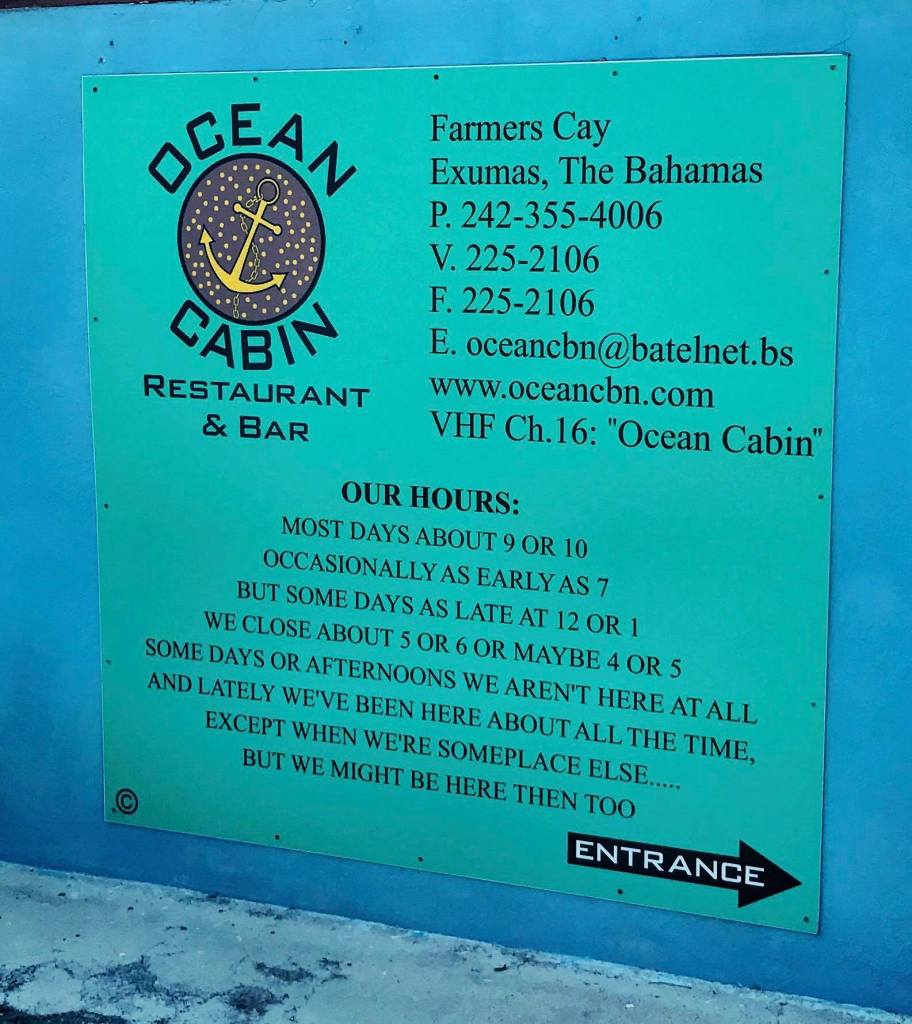 OCEAN
CABIN
RESTAURANT
& BAR
Farmers Cay
Exumas, The Bahamas
P. 242-355-4006
V. 225-2106
F. 225-2106
E. oceancbn@batelnet.bs
www.oceancbn.com
VHF Ch.16: "Ocean Cabin"
OUR HOURS:
MOST DAYS ABOUT 9 OR 10
OCCASIONALLY AS EARLY AS 7
BUT SOME DAYS AS LATE AT 12 OR 1
WE CLOSE ABOUT 5 OR 6 OR MAYBE 4 OR 5
SOME DAYS OR AFTERNOONS WE AREN'T HERE AT ALL
AND LATELY WE'VE BEEN HERE ABOUT ALL THE TIME,
EXCEPT WHEN WE'RE SOMEPLACE ELSE.....
BUT WE MIGHT BE HERE THEN TOO
©
ENTRANCE